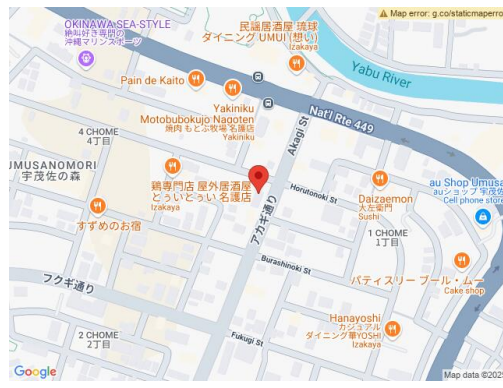 Map error: g.co/staticmaperro
OKINAWA SEA-STYLE
絶叫好き専門の
沖縄マリンスポーツ
民謡居酒屋 琉球
ダイニング UMUI (想い)
Izakaya
Yabu River
Pain de Kaito
Yakiniku
Motobubokujo Nagoten
焼肉 もとぶ牧場 名護店
Yakiniku
Nat'l Rte 449
4 CHOME
4丁目
Akagi St
UMUSANOMORI
宇茂佐の森
鶏専門店 屋外居酒屋
とぅいとぅい 名護店
Izakaya
Horutonoki St
Daizaemon
大左衛門
Sushi
au Shop Umusa
auショップ 宇茂佐
Cell phone store
すずめのお宿
アカギ通り
1 CHOME
1丁目
Burashinoki St
パティスリー ブール・ムー
Cake shop
フクギ通り
Hanayoshi
カジュアル
ダイニング華YOSHI
Izakaya
2 CHOME
2丁目
Fukugi St
Google
Map data ©2025